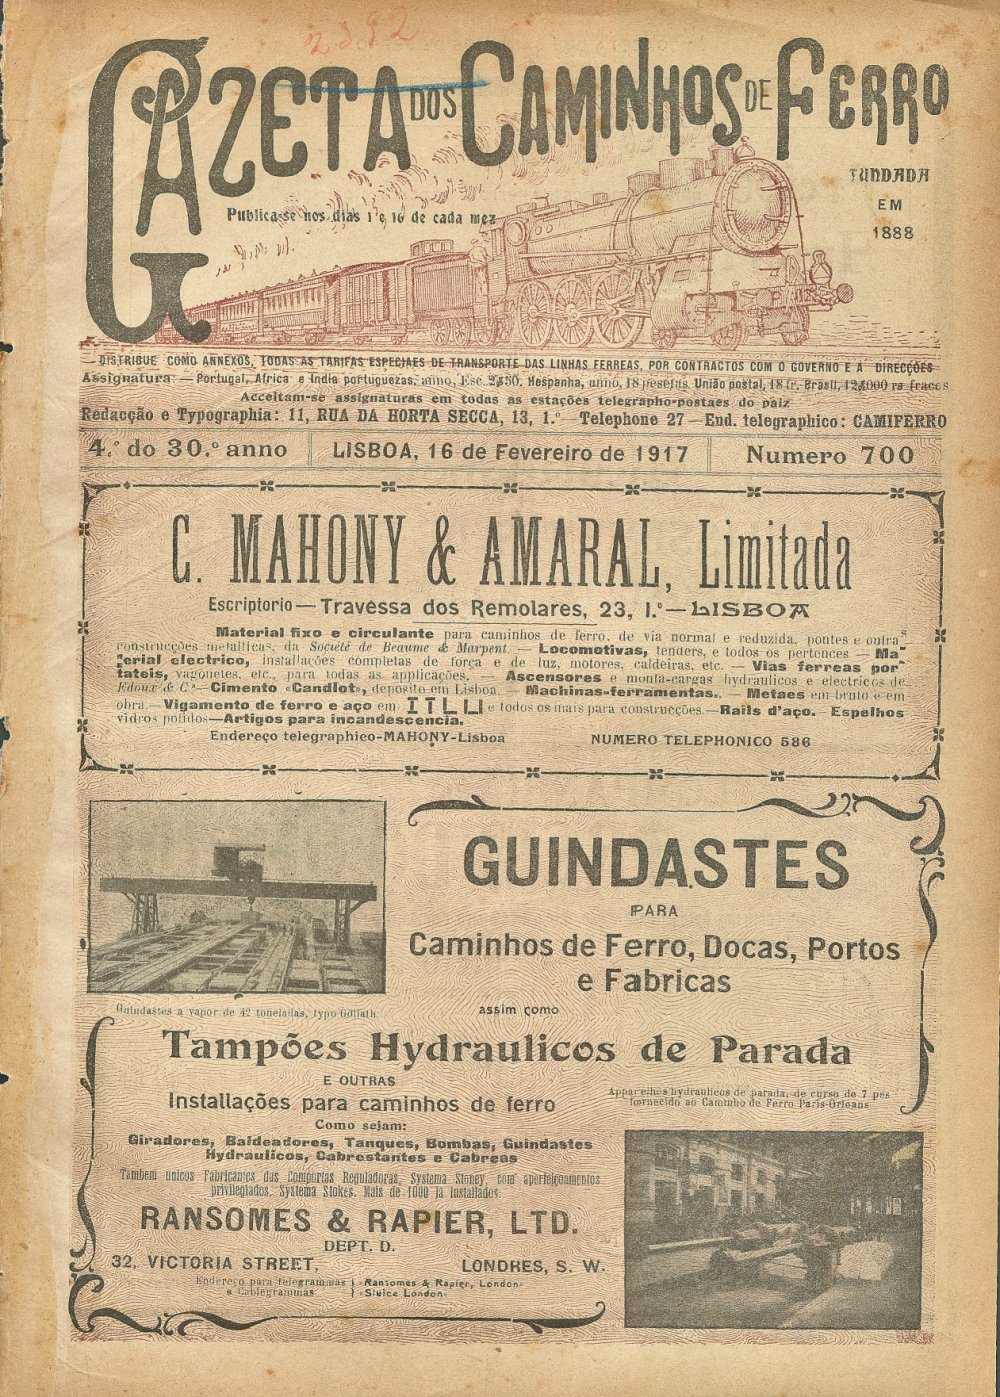 2392
GAZETA DOS CAMINHOS DE FERRO
FUNDADA
EM
1888
Publica-se nos dias 1 e 16 de cada mez
DISTRIBUE COMO ANNEXOS, TODAS AS TARIFAS ESPECIAES DE TRANSPORTE DAS LINHAS FERREAS, POR CONTRACTOS COM O GOVERNO E A DIRECÇÕES
Assignatura: — Portugal, Africa e India portuguezas, anno, Esc. 2$50, Hespanha, anno, 18 pesetas. União postal, 18 fr. Brasil, 12$000 rs fracos
Acceitam-se assignaturas em todas as estações telegrapho-postaes do paiz
Redacção e Typographia: 11, RUA DA HORTA SECCA, 13, 1.º Telephone 27 — End. telegraphico: CAMIFERRO
4.º do 30.º anno LISBOA, 16 de Fevereiro de 1917 Numero 700
C. MAHONY & AMARAL, Limitada
Escriptorio — Travéssa dos Remolares, 23, 1.º — LISBOA
Material fixo e circulante para caminhos de ferro, de via normal e reduzida, pontes e outras
construcções metallicas, da Société de Beaume & Marpent. — Locomotivas, tenders, e todos os pertences — Ma-
terial electrico, installações completas de força e de luz, motores, caldeiras, etc. — Vias ferreas por-
tateis, vagonetes, etc., para todas as applicações. — Ascensores e monta-cargas hydraulicos e electricos de
Edoux & C.ª — Cimento «Candlot», deposito em Lisboa. — Machinas-ferramentas. — Metaes em bruto e em
obra. — Vigamento de ferro e aço em I T L U e todos os mais para construcções. — Rails d'aço. Espelhos
vidros polidos — Artigos para incandescencia.
Endereço telegraphico-MAHONY-Lisboa NUMERO TELEPHONICO 586
GUINDASTES
PARA
Caminhos de Ferro, Docas, Portos
e Fabricas
Guindastes a vapor de 42 toneladas, typo Goliath
assim como
Tampões Hydraulicos de Parada
E OUTRAS
Installações para caminhos de ferro
Como sejam:
Giradores, Baldeadores, Tanques, Bombas, Guindastes
Hydraulicos, Cabrestantes e Cabreas
Apparelhos hydraulicos de parada, de curso de 7 pés
fornecido ao Caminho de Ferro Paris-Orleans
Tambem unicos Fabricantes das Comportas Reguladoras, Systema Stoney, com aperfeiçoamentos
privilegiados, Systema Stokes. Mais de 1000 já installados.
RANSOMES & RAPIER, LTD.
DEPT. D.
32, VICTORIA STREET, LONDRES, S. W.
Endereço para telegrammas } «Ransomes & Rapier, London»
e Cablegrammas } «Sluice London»